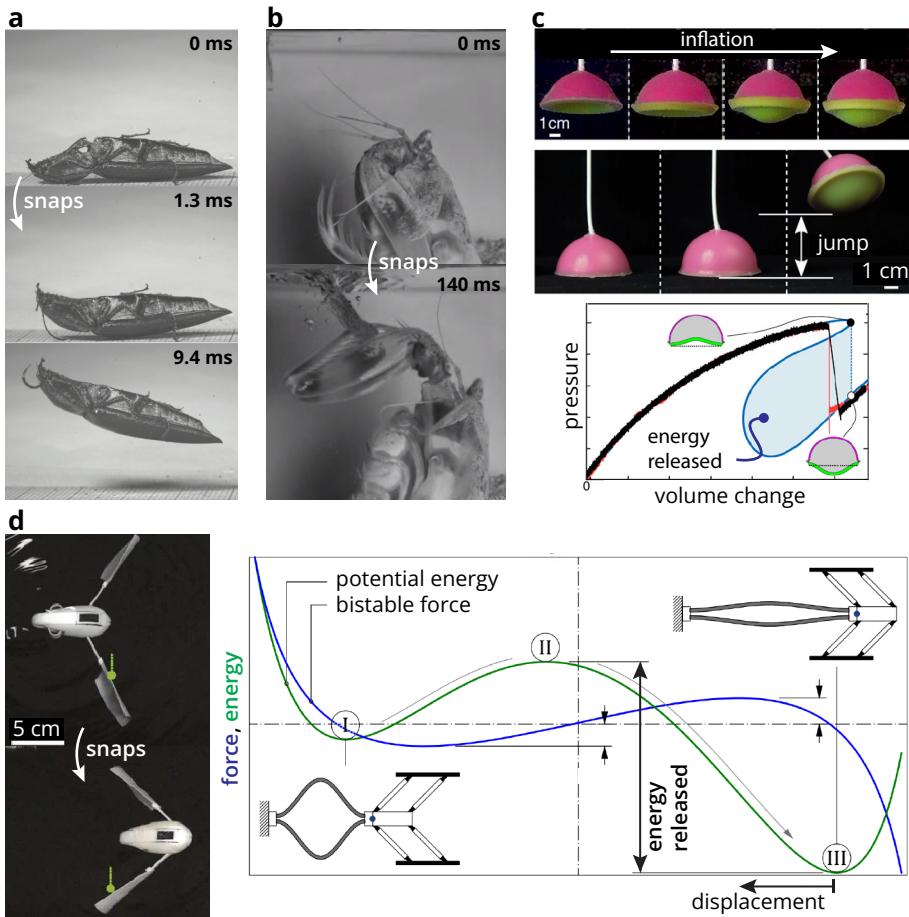 a
0 ms
snaps
1.3 ms
9.4 ms
b
0 ms
snaps
140 ms
c
inflation
1cm
jump
1 cm
pressure
energy
released
0
volume change
d
5 cm
snaps
potential energy
bistable force
force, energy
I
II
III
energy
released
displacement